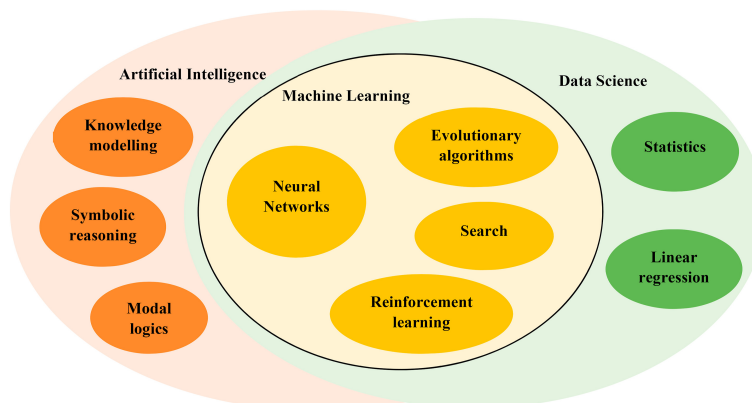 Artificial Intelligence
Knowledge
modelling
Symbolic
reasoning
Modal
logics
Machine Learning
Neural
Networks
Evolutionary
algorithms
Search
Reinforcement
learning
Data Science
Statistics
Linear
regression